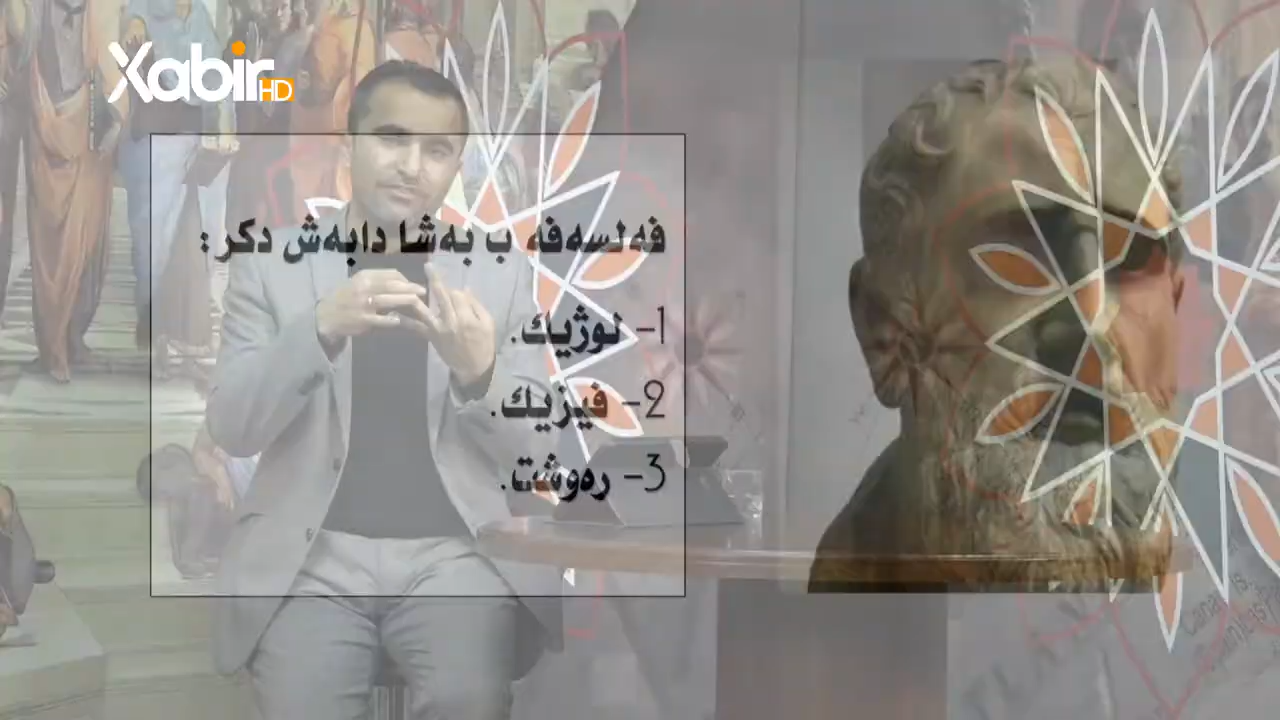 Xabir HD
فەلسەفە ب بەشا دابەش دکر:
1- لوژیك.
2- فیزیك.
3- رەوشت.